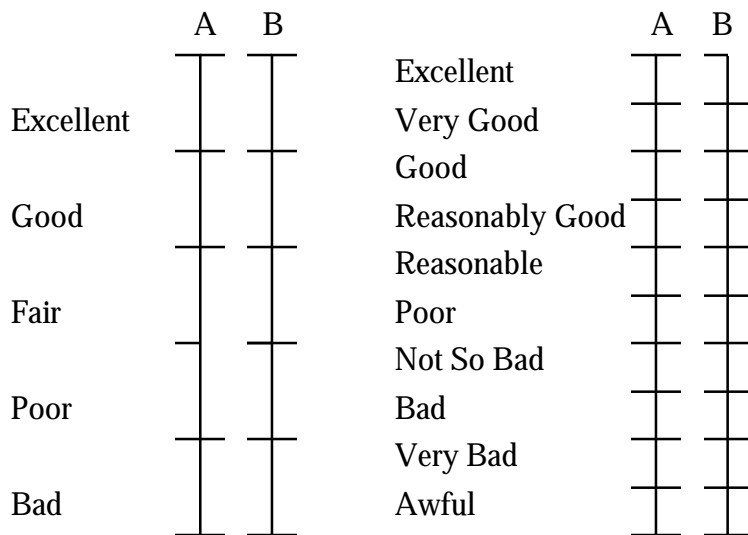 A B
Excellent
Good
Fair
Poor
Bad
A B
Excellent
Very Good
Good
Reasonably Good
Reasonable
Poor
Not So Bad
Bad
Very Bad
Awful